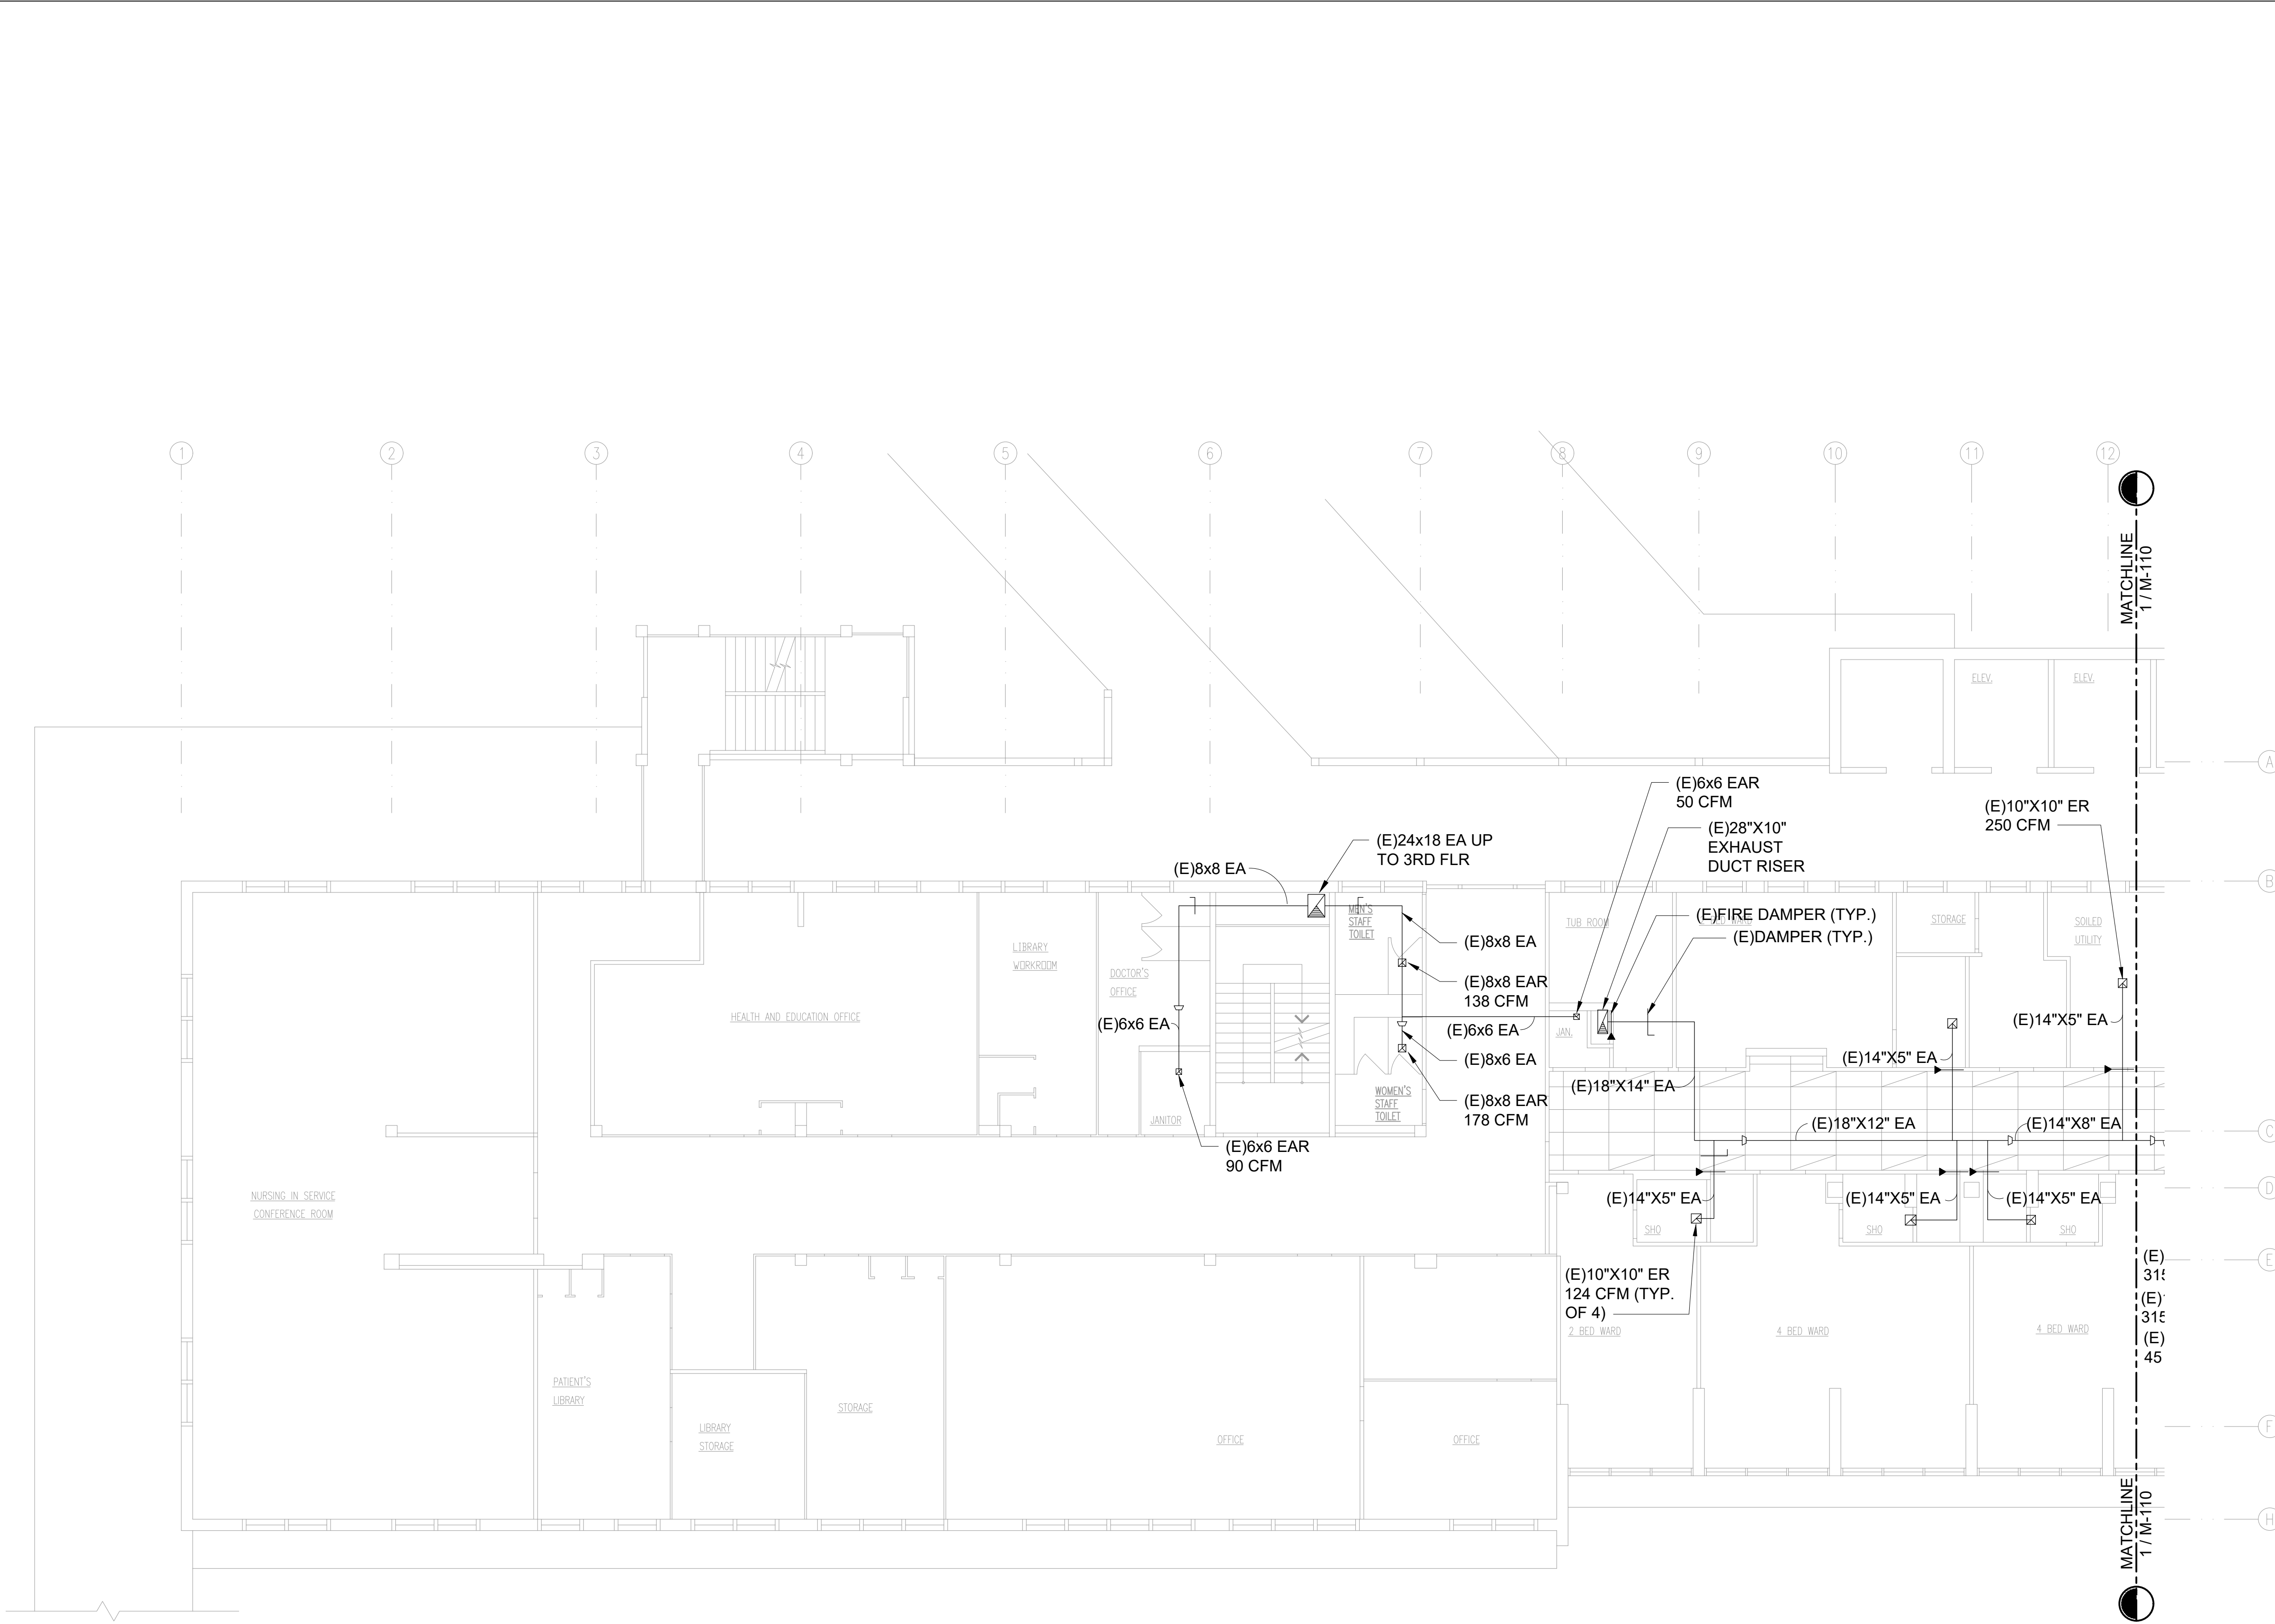 1
2
3
4
5
6
7
8
9
10
11
12
MATCHLINE
1 / M-110
ELEV.
ELEV.
A
(E)6x6 EAR
50 CFM
(E)10"X10" ER
250 CFM
(E)28"X10"
EXHAUST
DUCT RISER
(E)24x18 EA UP
TO 3RD FLR
(E)8x8 EA
B
MEN'S
STAFF
TOILET
TUB ROOM
(E)FIRE DAMPER (TYP.)
(E)DAMPER (TYP.)
STORAGE
SOILED
UTILITY
LIBRARY
WORKROOM
(E)8x8 EA
DOCTOR'S
OFFICE
(E)8x8 EAR
138 CFM
HEALTH AND EDUCATION OFFICE
(E)6x6 EA
(E)6x6 EA
JAN.
(E)14"X5" EA
(E)8x6 EA
(E)14"X5" EA
(E)18"X14" EA
WOMEN'S
STAFF
TOILET
(E)8x8 EAR
178 CFM
JANITOR
(E)18"X12" EA
(E)14"X8" EA
C
(E)6x6 EAR
90 CFM
NURSING IN SERVICE
CONFERENCE ROOM
(E)14"X5" EA
(E)14"X5" EA
(E)14"X5" EA
D
SHO
SHO
SHO
(E)
E
(E)10"X10" ER
124 CFM (TYP.
OF 4)
315
(E)
45
2 BED WARD
4 BED WARD
4 BED WARD
PATIENT'S
LIBRARY
STORAGE
LIBRARY
STORAGE
OFFICE
OFFICE
F
MATCHLINE
1 / M-110
H